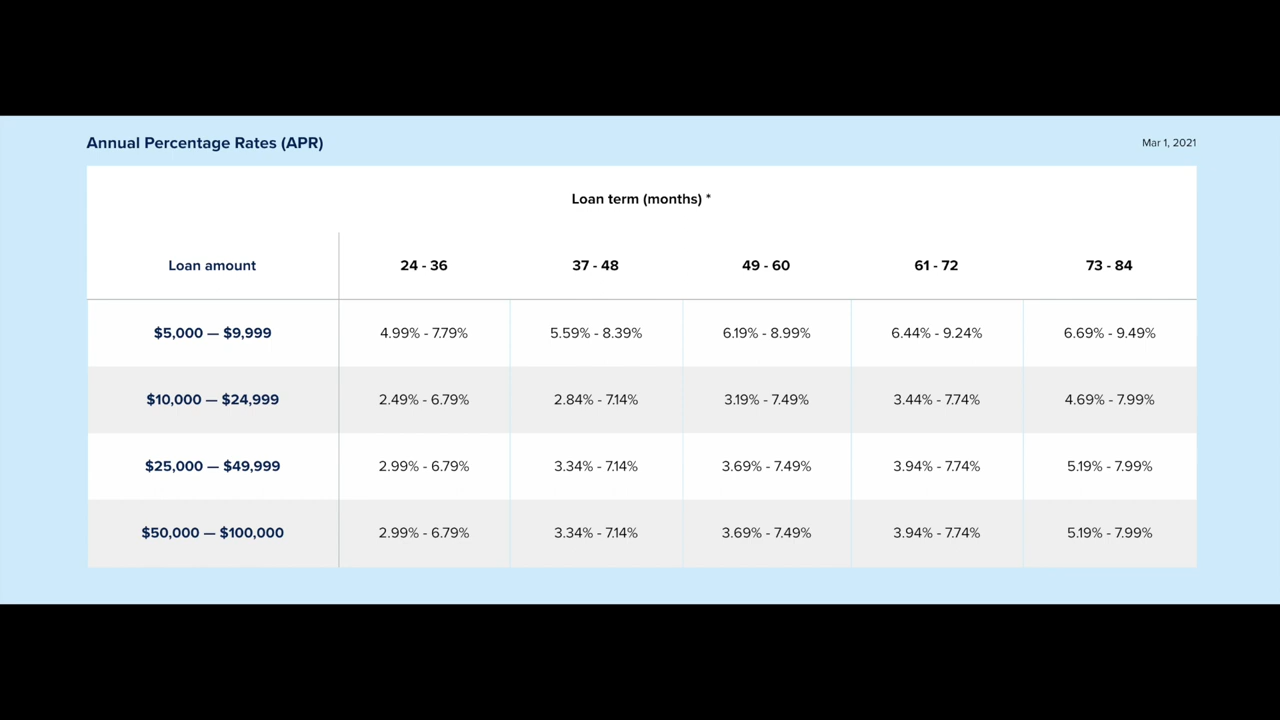 Annual Percentage Rates (APR) Mar 1, 2021
Loan term (months) *
Loan amount 24 - 36 37 - 48 49 - 60 61 - 72 73 - 84
$5,000 — $9,999 4.99% - 7.79% 5.59% - 8.39% 6.19% - 8.99% 6.44% - 9.24% 6.69% - 9.49%
$10,000 — $24,999 2.49% - 6.79% 2.84% - 7.14% 3.19% - 7.49% 3.44% - 7.74% 4.69% - 7.99%
$25,000 — $49,999 2.99% - 6.79% 3.34% - 7.14% 3.69% - 7.49% 3.94% - 7.74% 5.19% - 7.99%
$50,000 — $100,000 2.99% - 6.79% 3.34% - 7.14% 3.69% - 7.49% 3.94% - 7.74% 5.19% - 7.99%